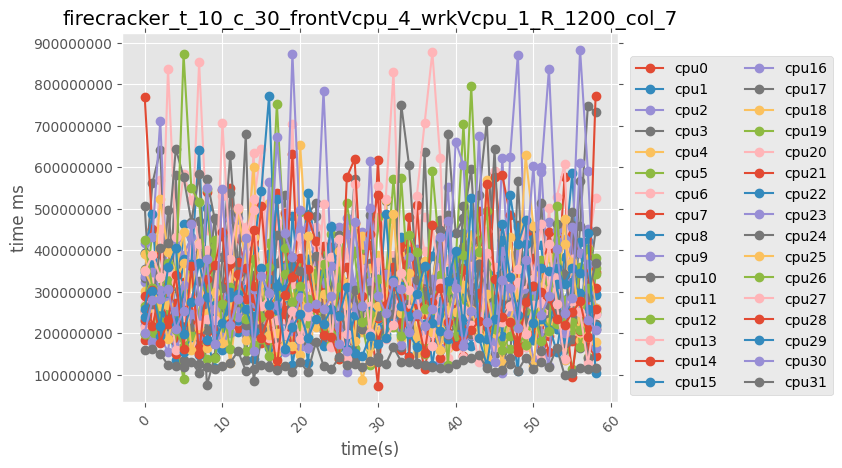 firecracker_t_10_c_30_frontVcpu_4_wrkVcpu_1_R_1200_col_7
900000000
800000000
700000000
600000000
500000000
400000000
300000000
200000000
100000000
time ms
0
10
20
30
40
50
60
time(s)
cpu0
cpu1
cpu2
cpu3
cpu4
cpu5
cpu6
cpu7
cpu8
cpu9
cpu10
cpu11
cpu12
cpu13
cpu14
cpu15
cpu16
cpu17
cpu18
cpu19
cpu20
cpu21
cpu22
cpu23
cpu24
cpu25
cpu26
cpu27
cpu28
cpu29
cpu30
cpu31